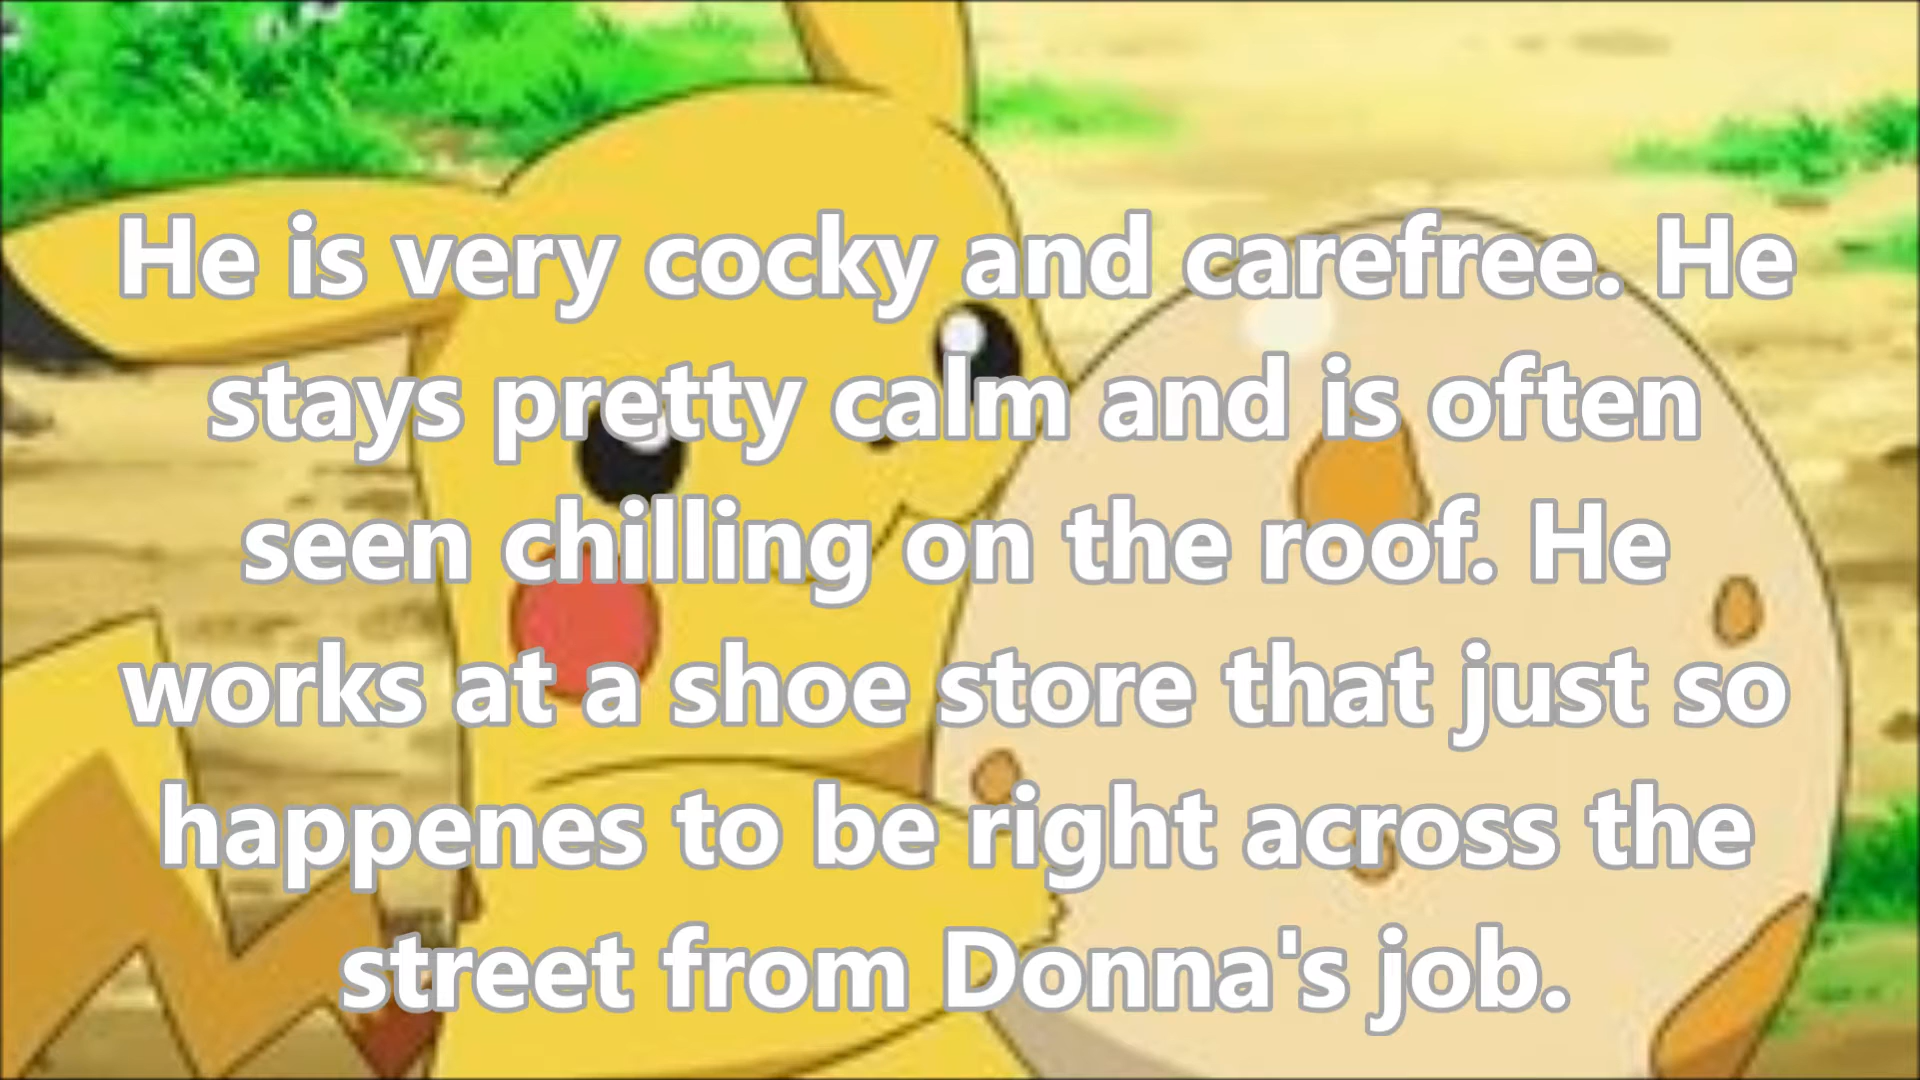 He is very cocky and carefree. He
stays pretty calm and is often
seen chilling on the roof. He
works at a shoe store that just so
happenes to be right across the
street from Donna's job.